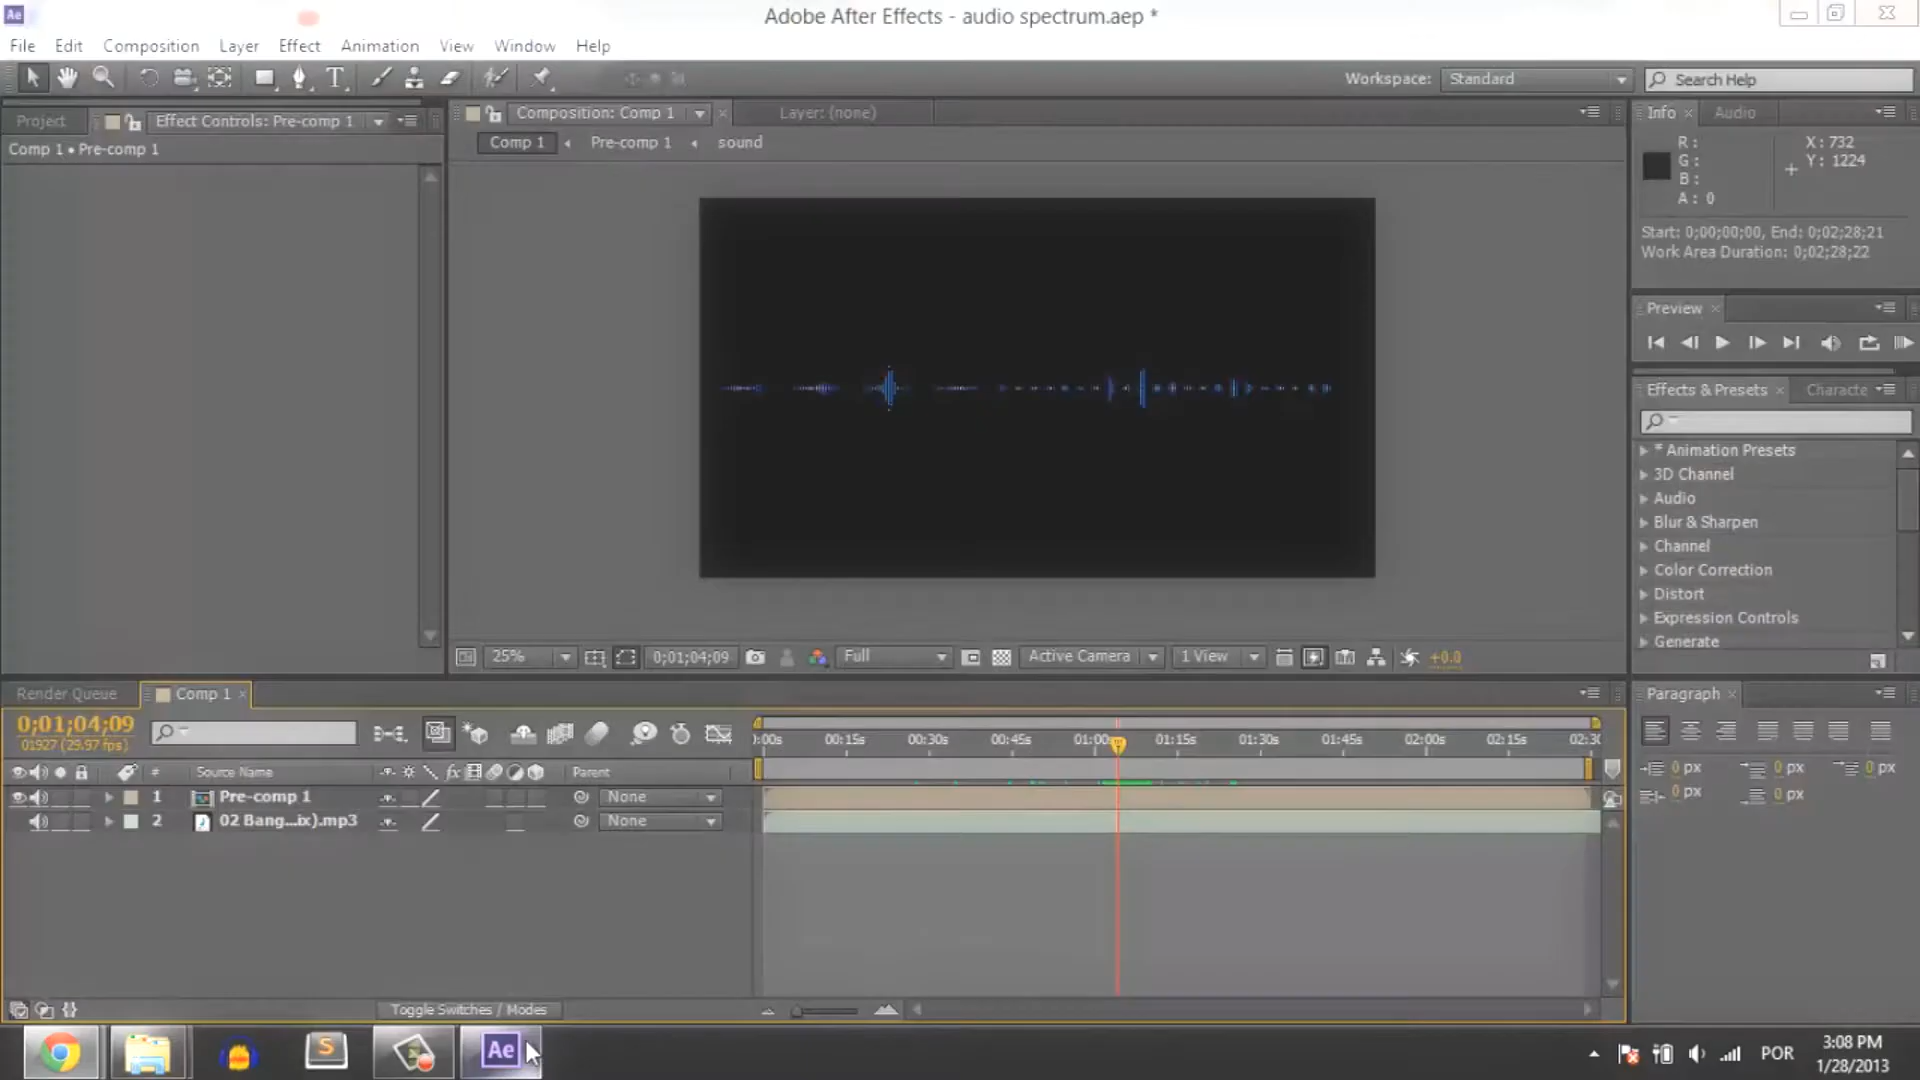 Ae
Adobe After Effects - audio spectrum.aep *
File Edit Composition Layer Effect Animation View Window Help
T
Workspace: Standard
Search Help
Project
Effect Controls: Pre-comp 1
Composition: Comp 1
Layer: (none)
Info
Audio
Comp 1 • Pre-comp 1
Comp 1
Pre-comp 1
sound
R:
G:
B:
A: 0
X: 732
Y: 1224
Start: 0;00;00;00, End: 0;02;28;21
Work Area Duration: 0;02;28;22
Preview
Effects & Presets
Characte
* Animation Presets
3D Channel
Audio
Blur & Sharpen
Channel
Color Correction
Distort
Expression Controls
Generate
25%
0;01;04;09
Full
Active Camera
1 View
+0.0
Render Queue
Comp 1
Paragraph
0;01;04;09
01927 (29.97 fps)
):00s 00:15s 00:30s 00:45s 01:00 01:15s 01:30s 01:45s 02:00s 02:15s 02:30
# Source Name fx Parent
1 Pre-comp 1 None
2 02 Bang...ix).mp3 None
0 px 0 px 0 px
0 px 0 px
Toggle Switches / Modes
S
Ae
POR
3:08 PM
1/28/2013